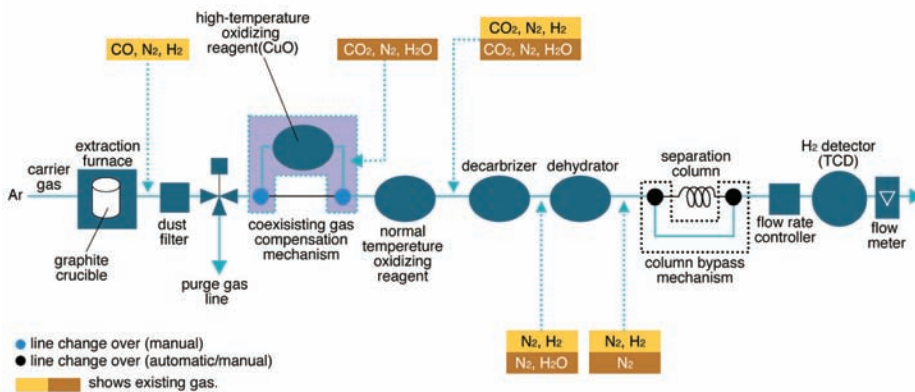 high-temperature
oxidizing
reagent(CuO)
CO, N2, H2
CO2, N2, H2O
CO2, N2, H2
CO2, N2, H2O
extraction
furnace
carrier
gas
Ar
graphite
crucible
dust
filter
purge gas
line
coexisisting gas
compensation
mechanism
normal
tempereture
oxidizing
reagent
decarbrizer
dehydrator
separation
column
column bypass
mechanism
H2 detector
(TCD)
flow rate
controller
flow
meter
N2, H2
N2, H2O
N2, H2
N2
line change over (manual)
line change over (automatic/manual)
shows existing gas.